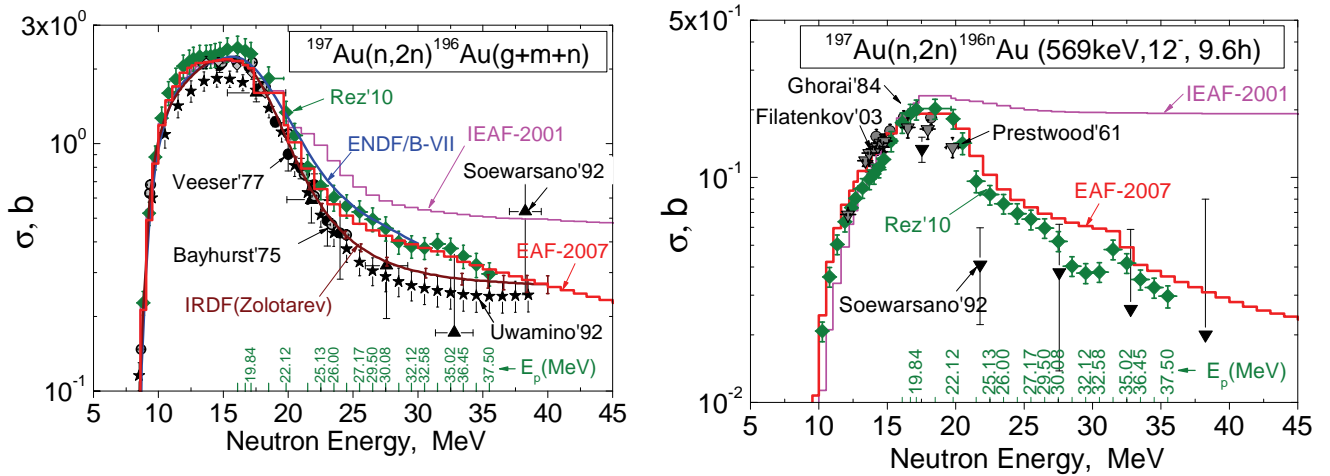 3x10⁰
10⁰
10⁻¹
σ, b
¹⁹⁷Au(n,2n)¹⁹⁶Au(g+m+n)
Rez'10
IEAF-2001
ENDF/B-VII
Soewarsano'92
Veeser'77
Bayhurst'75
EAF-2007
IRDF(Zolotarev)
Uwamino'92
19.84
22.12
25.13
26.00
27.17
29.50
30.08
32.12
32.58
35.02
36.45
37.50
E_p(MeV)
5 10 15 20 25 30 35 40 45
Neutron Energy, MeV
5x10⁻¹
10⁻¹
10⁻²
σ, b
¹⁹⁷Au(n,2n)¹⁹⁶ⁿAu (569keV,12⁻, 9.6h)
Ghorai'84
IEAF-2001
Filatenkov'03
Prestwood'61
EAF-2007
Rez'10
Soewarsano'92
19.84
22.12
25.13
26.00
27.17
29.50
30.08
32.12
32.58
35.02
36.45
37.50
E_p(MeV)
5 10 15 20 25 30 35 40 45
Neutron Energy, MeV